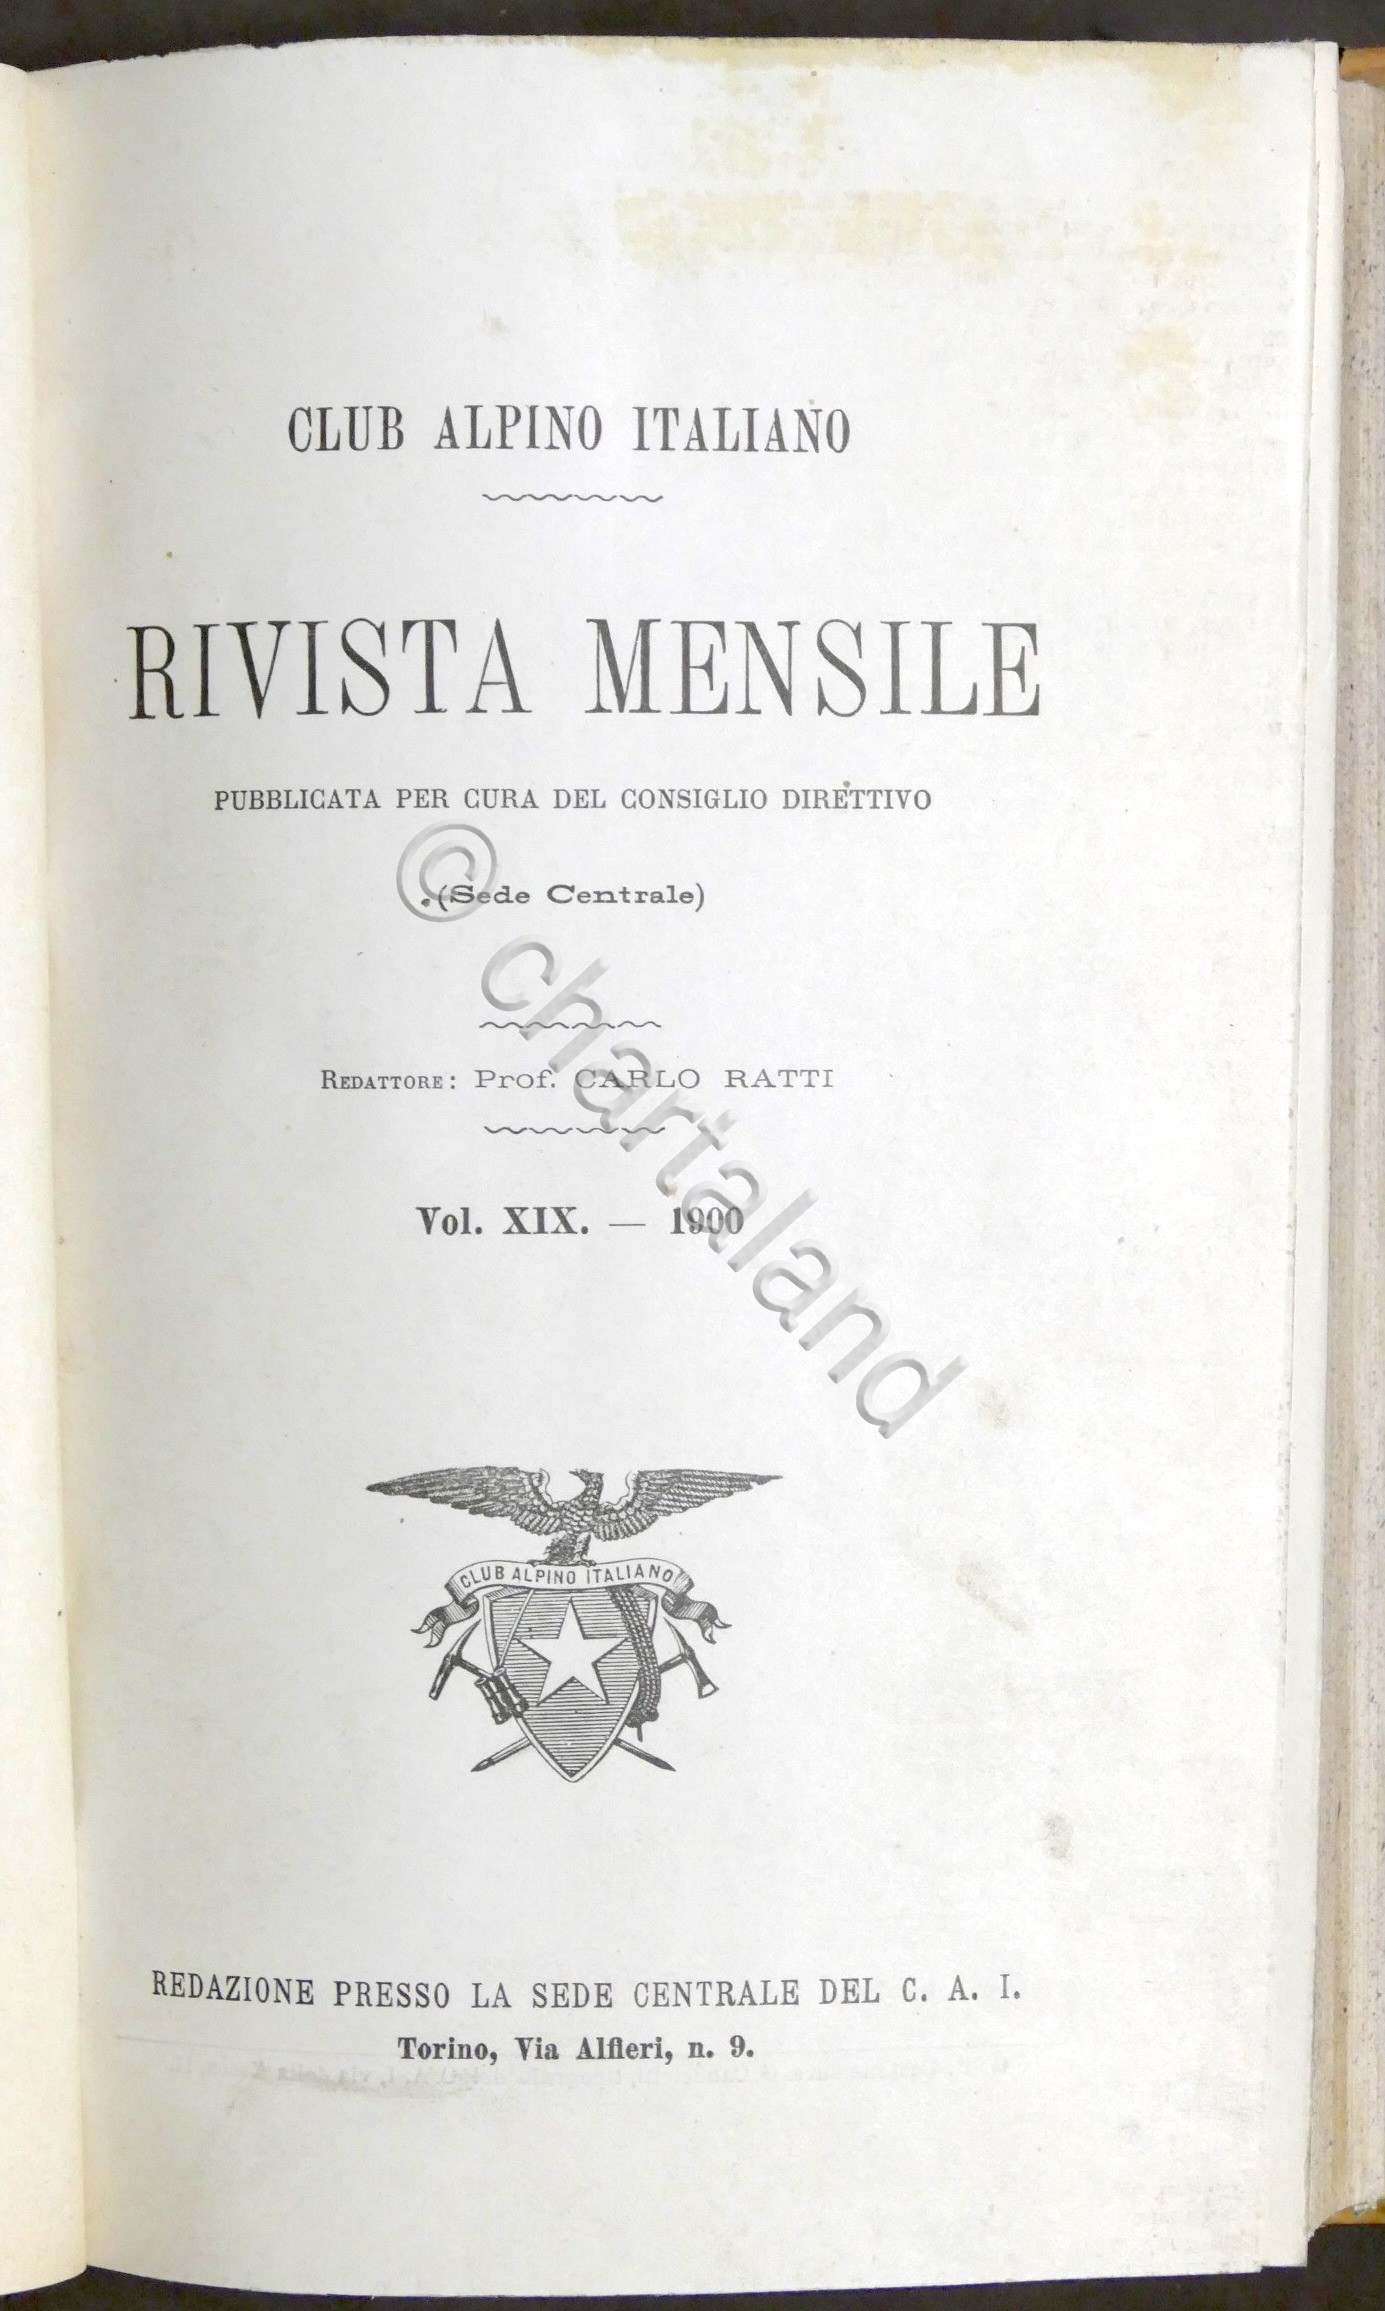 CLUB ALPINO ITALIANO
RIVISTA MENSILE
PUBBLICATA PER CURA DEL CONSIGLIO DIRETTIVO
(Sede Centrale)
REDATTORE: Prof. CARLO RATTI
Vol. XIX. — 1900
© chartaland
CLUB ALPINO ITALIANO
REDAZIONE PRESSO LA SEDE CENTRALE DEL C. A. I.
Torino, Via Alfieri, n. 9.